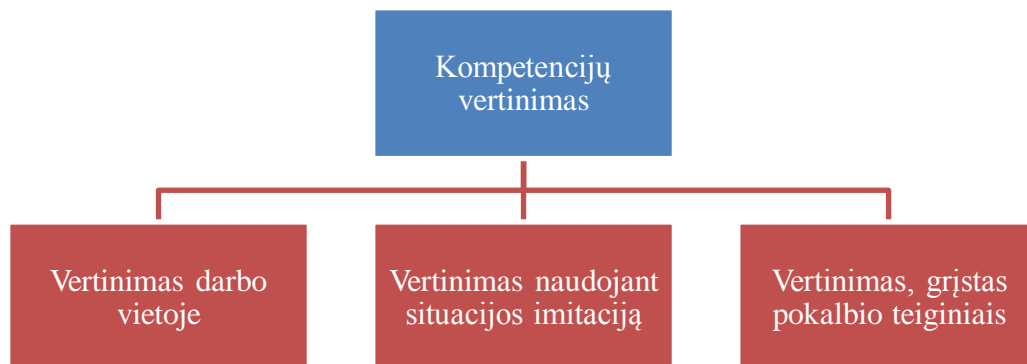 Kompetencijų
vertinimas
Vertinimas darbo
vietoje
Vertinimas naudojant
situacijos imitaciją
Vertinimas, grįstas
pokalbio teiginiais